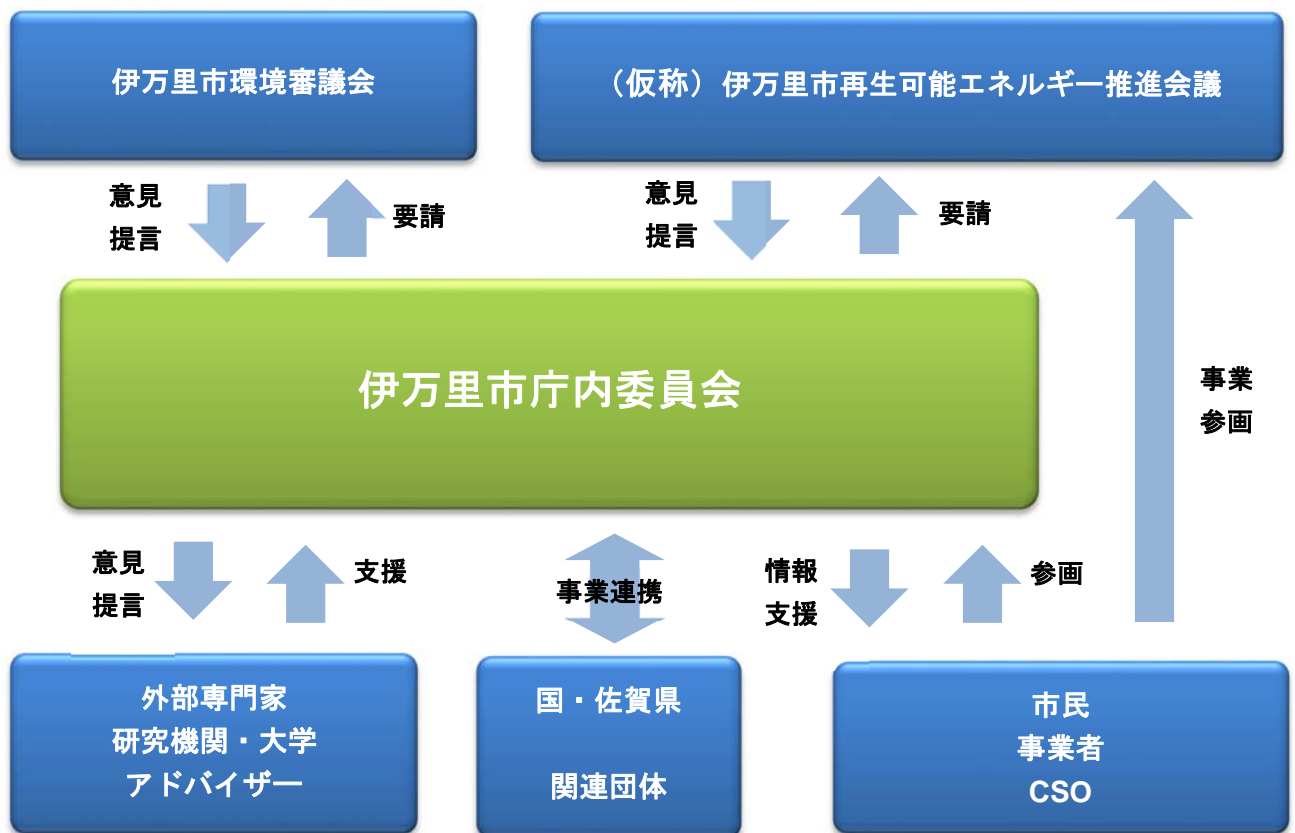 伊万里市環境審議会
（仮称）伊万里市再生可能エネルギー推進会議
意見
提言
要請
意見
提言
要請
伊万里市庁内委員会
事業
参画
意見
提言
支援
事業連携
情報
支援
参画
外部専門家
研究機関・大学
アドバイザー
国・佐賀県
関連団体
市民
事業者
CSO